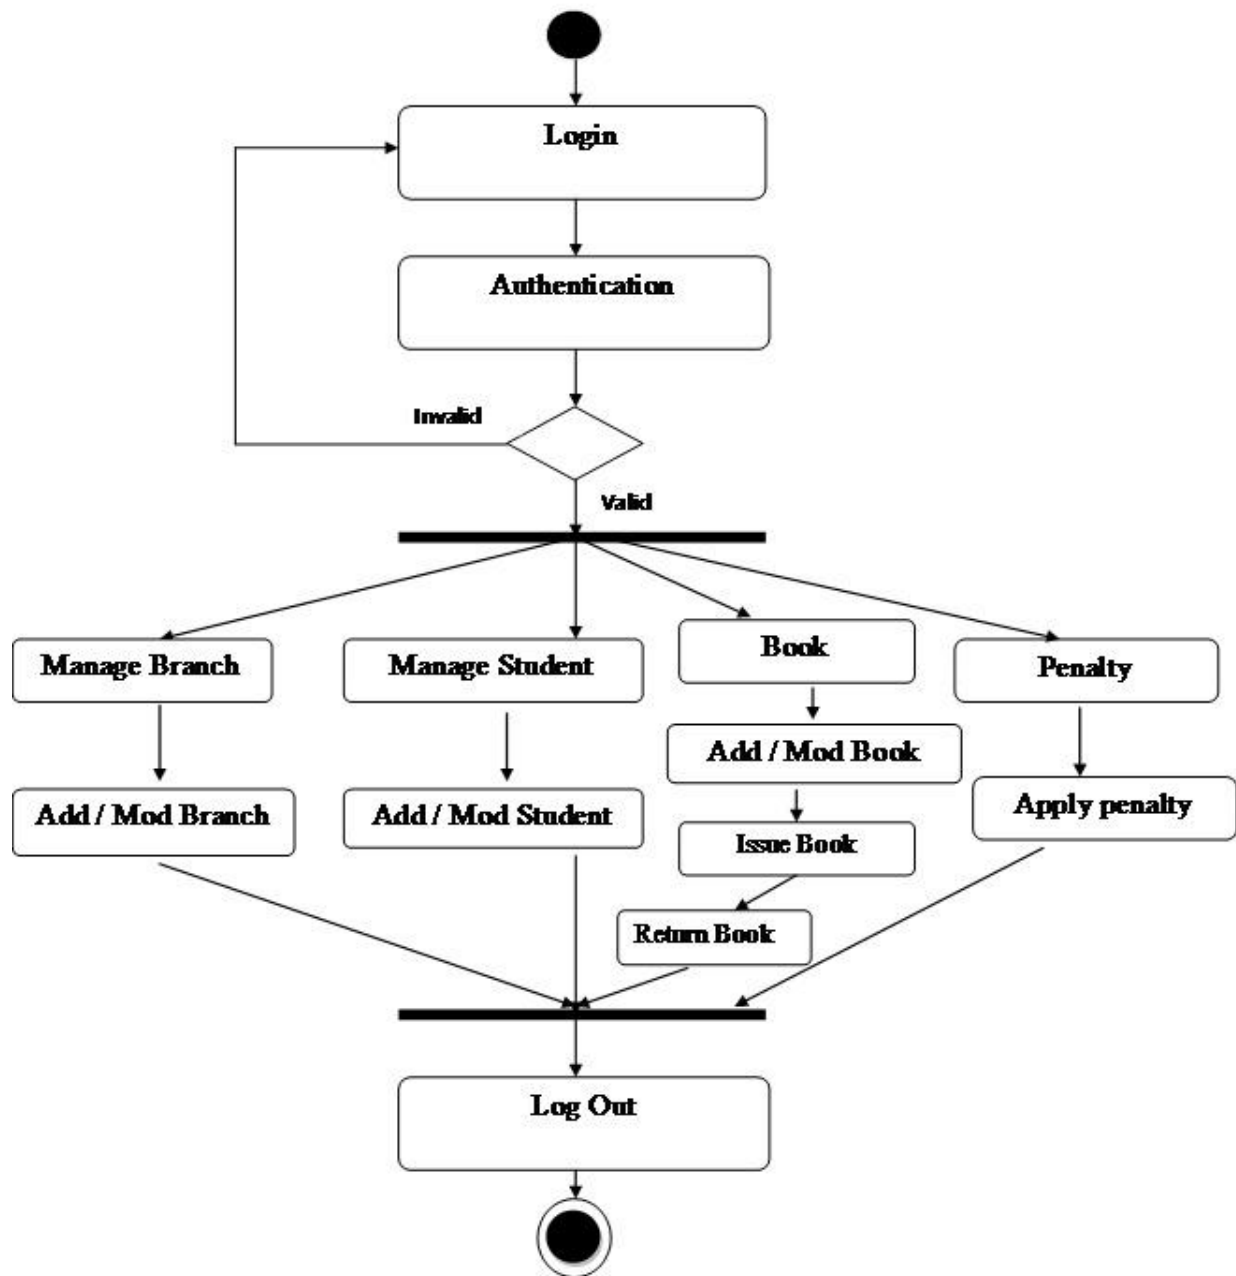 Login
Authentication
Invalid
Valid
Manage Branch
Manage Student
Book
Penalty
Add / Mod Book
Add / Mod Branch
Add / Mod Student
Apply penalty
Issue Book
Return Book
Log Out